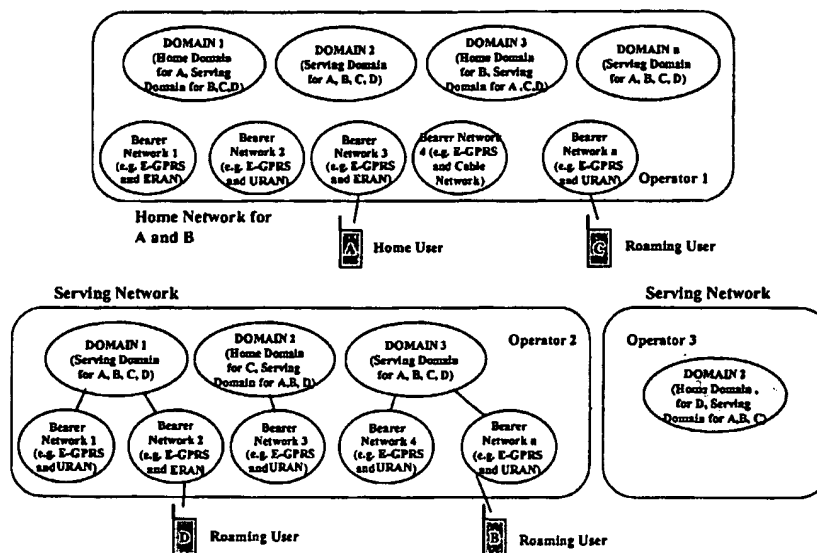 DOMAIN 1
(Home Domain
for A, Serving
Domain for B,C,D)
DOMAIN 2
(Serving Domain
for A, B, C, D)
DOMAIN 3
(Home Domain
for B, Serving
Domain for A ,C,D)
DOMAIN n
(Serving Domain
for A, B, C, D)
Bearer
Network 1
(e.g. E-GPRS
and ERAN)
Bearer
Network 2
(e.g. E-GPRS
and URAN)
Bearer
Network 3
(e.g. E-GPRS
and ERAN)
Bearer Network
4 (e.g. E-GPRS
and Cable
Network)
Bearer
Network n
(e.g. E-GPRS
and URAN)
Operator 1
Home Network for
A and B
A
Home User
C
Roaming User
Serving Network
Serving Network
DOMAIN 1
(Serving Domain
for A, B, C, D)
DOMAIN 2
(Home Domain
for C, Serving
Domain for A,B, D)
DOMAIN 3
(Serving Domain
for A, B, C, D)
Operator 2
Bearer
Network 1
(e.g. E-GPRS
and URAN)
Bearer
Network 2
(e.g. E-GPRS
and ERAN)
Bearer
Network 3
(e.g. E-GPRS
and URAN)
Bearer
Network 4
(e.g. E-GPRS
and URAN)
Bearer
Network n
(e.g. E-GPRS
and URAN)
Operator 3
DOMAIN
(Home Domain
for D, Serving
Domain for A,B, C)
D
Roaming User
B
Roaming User